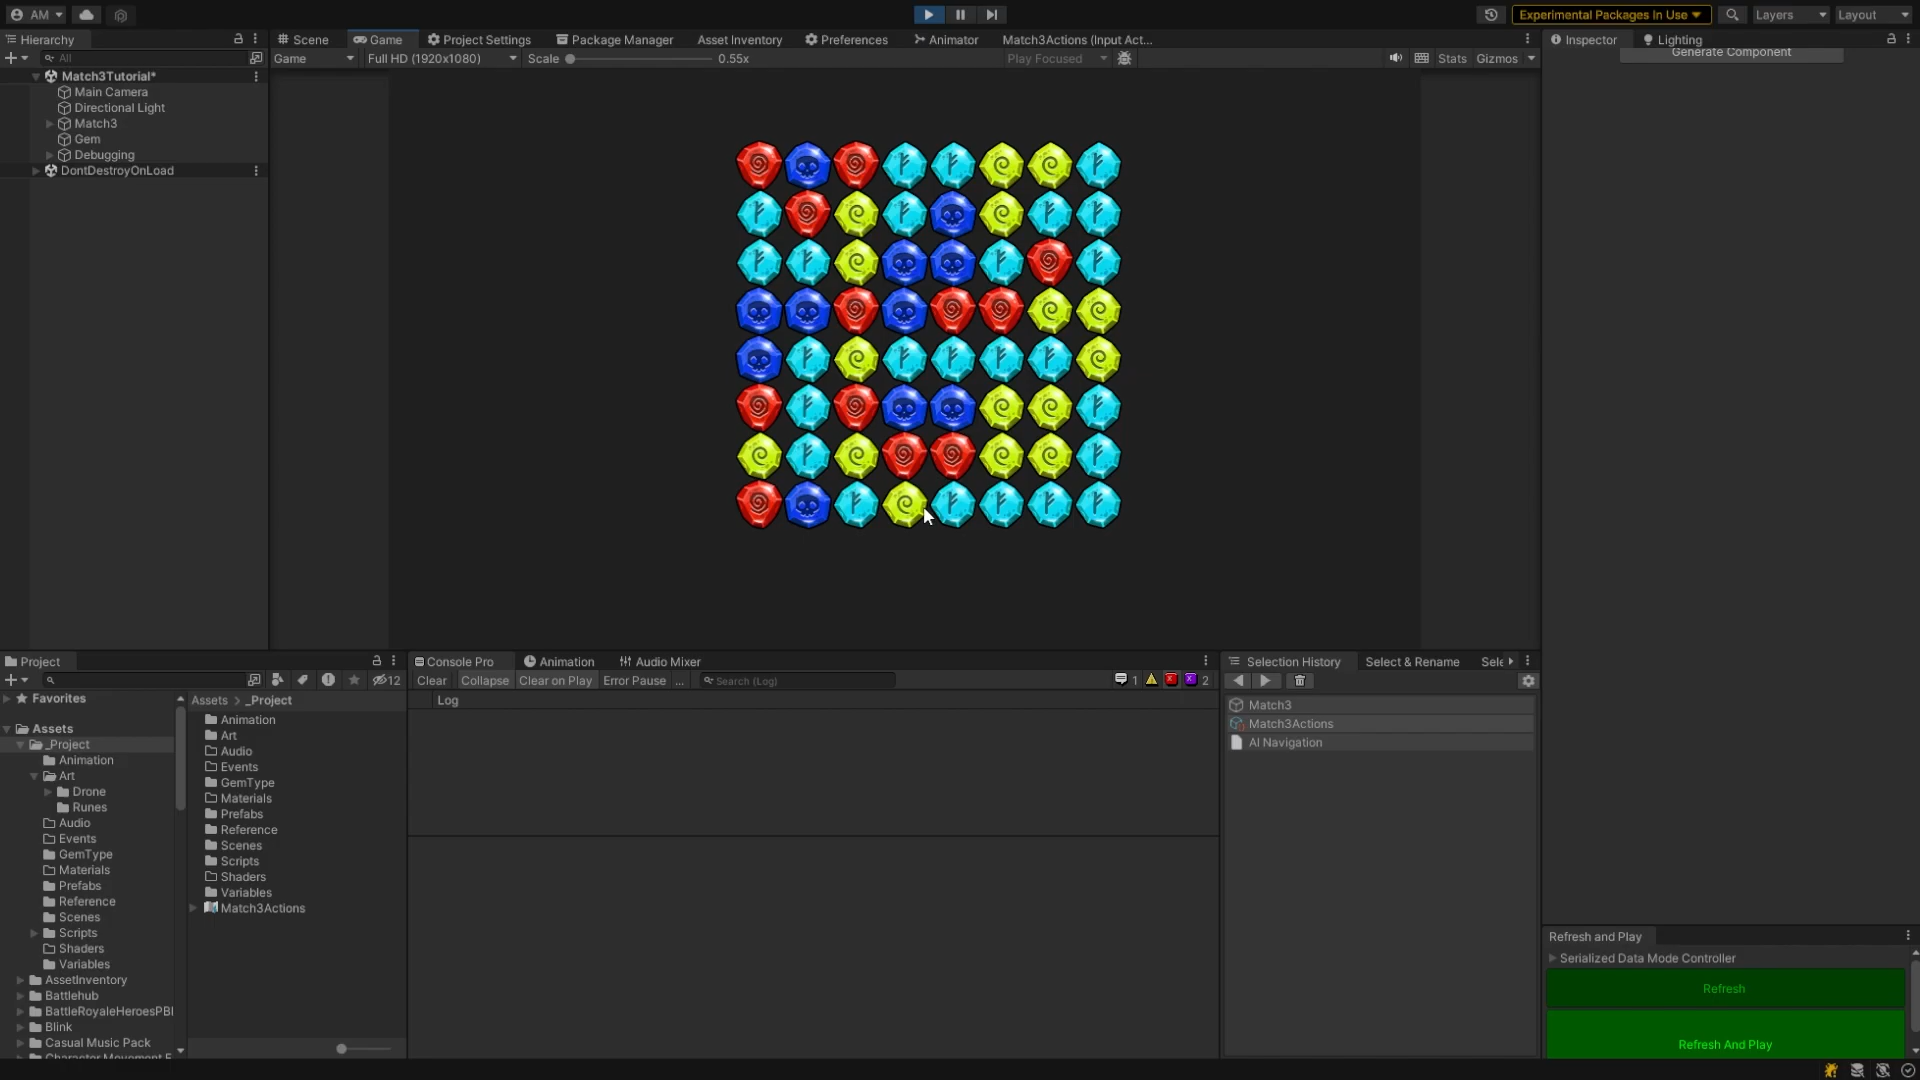 AM
Experimental Packages In Use
Layers
Layout
Hierarchy
Scene
Game
Project Settings
Package Manager
Asset Inventory
Preferences
Animator
Match3Actions (Input Act...
Inspector
Lighting
All
Game
Full HD (1920x1080)
Scale
0.55x
Play Focused
Stats
Gizmos
Generate Component
Match3Tutorial*
Main Camera
Directional Light
Match3
Gem
Debugging
DontDestroyOnLoad
Project
Console Pro
Animation
Audio Mixer
Selection History
Select & Rename
Sele
12
Clear
Collapse
Clear on Play
Error Pause
...
Search (Log)
1
2
Favorites
Assets > _Project
Log
Match3
Match3Actions
AI Navigation
Assets
_Project
Animation
Art
Drone
Runes
Audio
Events
GemType
Materials
Prefabs
Reference
Scenes
Scripts
Shaders
Variables
AssetInventory
Battlehub
BattleRoyaleHeroesPBI
Blink
Casual Music Pack
Character Movement F
Animation
Art
Audio
Events
GemType
Materials
Prefabs
Reference
Scenes
Scripts
Shaders
Variables
Match3Actions
Refresh and Play
Serialized Data Mode Controller
Refresh
Refresh And Play